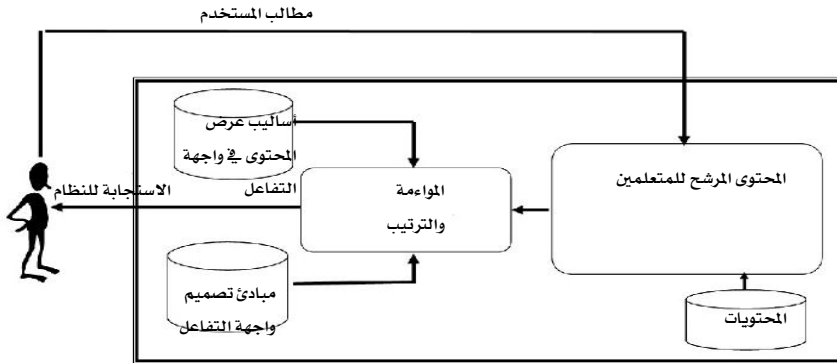 مطالب المستخدم
أساليب عرض
المحتوى في واجهة
التفاعل
الاستجابة للنظام
المواءمة
والترتيب
المحتوى المرشح للمتعلمين
مبادئ تصميم
واجهة التفاعل
المحتويات